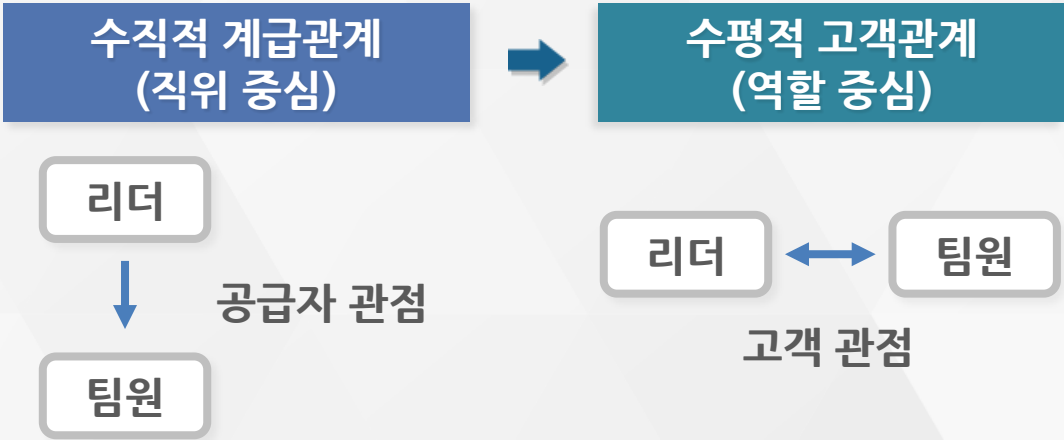 수직적 계급관계
(직위 중심)
수평적 고객관계
(역할 중심)
리더
공급자 관점
팀원
리더
팀원
고객 관점